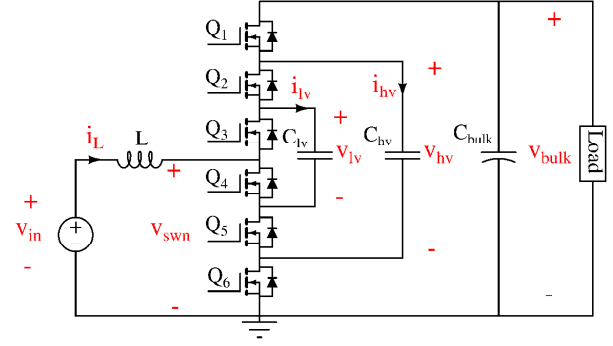 Q1
+
Q2
ilv
ihv
+
Q3
+
iL
L
Clv
Chv
Cbulk
vlv
vhv
vbulk
Load
+
Q4
-
+
vin
+
vswn
Q5
-
-
Q6
-
-